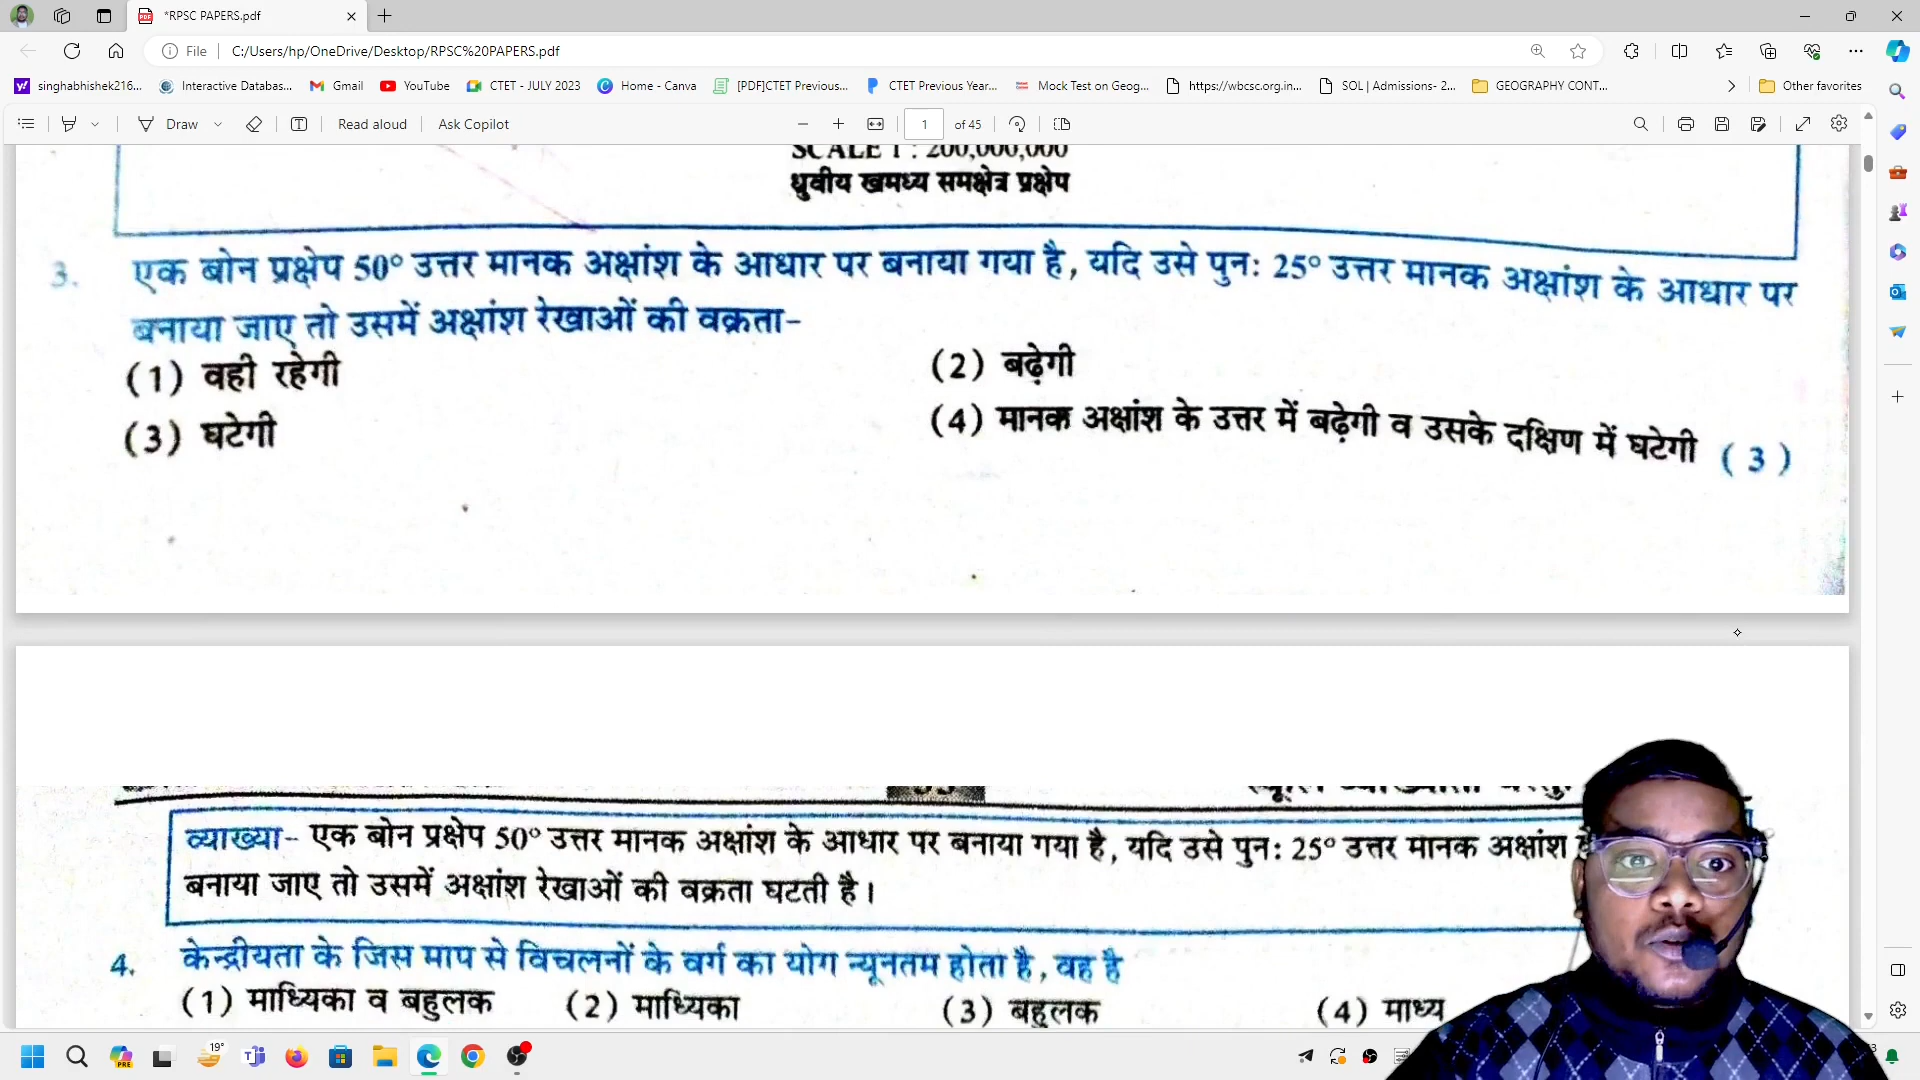 *RPSC PAPERS.pdf
File C:/Users/hp/OneDrive/Desktop/RPSC%20PAPERS.pdf
singhabhishek216... Interactive Databas... Gmail YouTube CTET - JULY 2023 Home - Canva [PDF]CTET Previous... CTET Previous Year... Mock Test on Geog... https://wbcsc.org.in... SOL | Admissions- 2... GEOGRAPHY CONT... Other favorites
Draw Read aloud Ask Copilot 1 of 45
SCALE 1 : 200,000,000
ध्रुवीय खमध्य समक्षेत्र प्रक्षेप
3. एक बोन प्रक्षेप 50° उत्तर मानक अक्षांश के आधार पर बनाया गया है, यदि उसे पुन: 25° उत्तर मानक अक्षांश के आधार पर
बनाया जाए तो उसमें अक्षांश रेखाओं की वक्रता-
(1) वही रहेगी (2) बढ़ेगी
(3) घटेगी (4) मानक अक्षांश के उत्तर में बढ़ेगी व उसके दक्षिण में घटेगी (3)
व्याख्या- एक बोन प्रक्षेप 50° उत्तर मानक अक्षांश के आधार पर बनाया गया है, यदि उसे पुन: 25° उत्तर मानक अक्षांश
बनाया जाए तो उसमें अक्षांश रेखाओं की वक्रता घटती है।
4. केन्द्रीयता के जिस माप से विचलनों के वर्ग का योग न्यूनतम होता है, वह है
(1) माध्यिका व बहुलक (2) माध्यिका (3) बहुलक (4) माध्य
19°